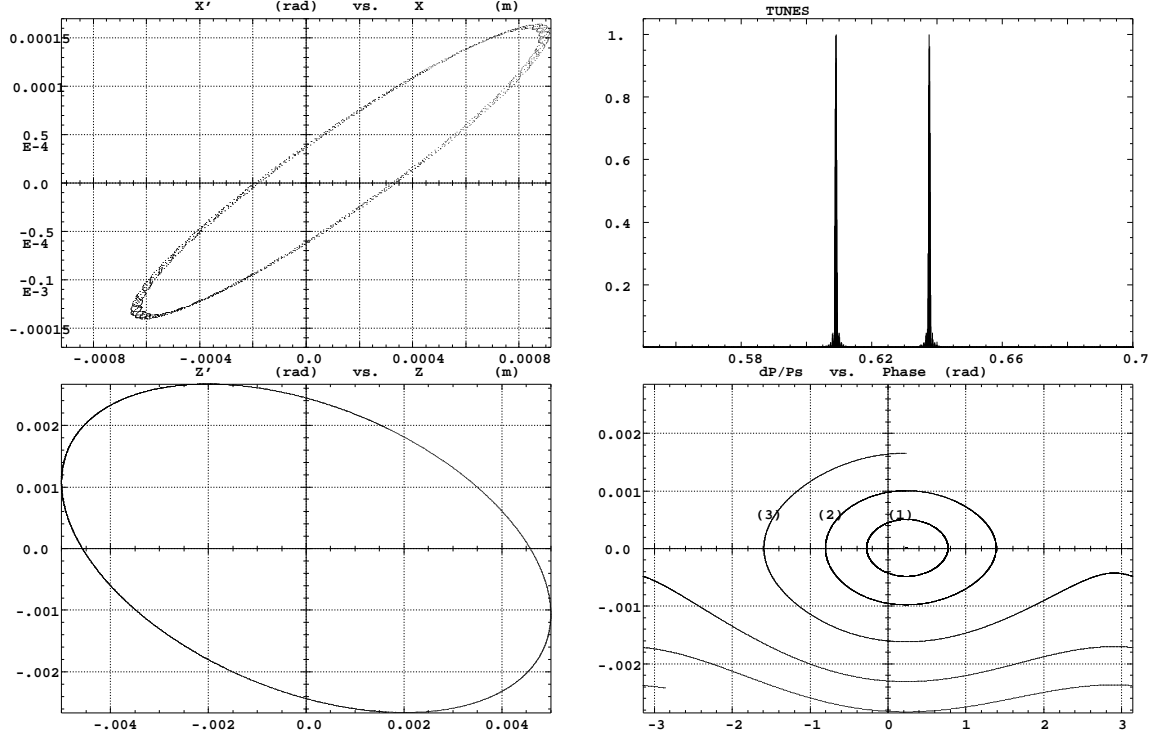 X' (rad) vs. X (m)
0.00015
0.0001
0.5
E-4
0.0
-0.5
E-4
-0.1
E-3
-.00015
-.0008 -.0004 0.0 0.0004 0.0008
TUNES
1.
0.8
0.6
0.4
0.2
0.58 0.62 0.66 0.7
Z' (rad) vs. Z (m)
0.002
0.001
0.0
-.001
-.002
-.004 -.002 0.0 0.002 0.004
dP/Ps vs. Phase (rad)
0.002
0.001
(3) (2) (1)
0.0
-.001
-.002
-3 -2 -1 0 1 2 3